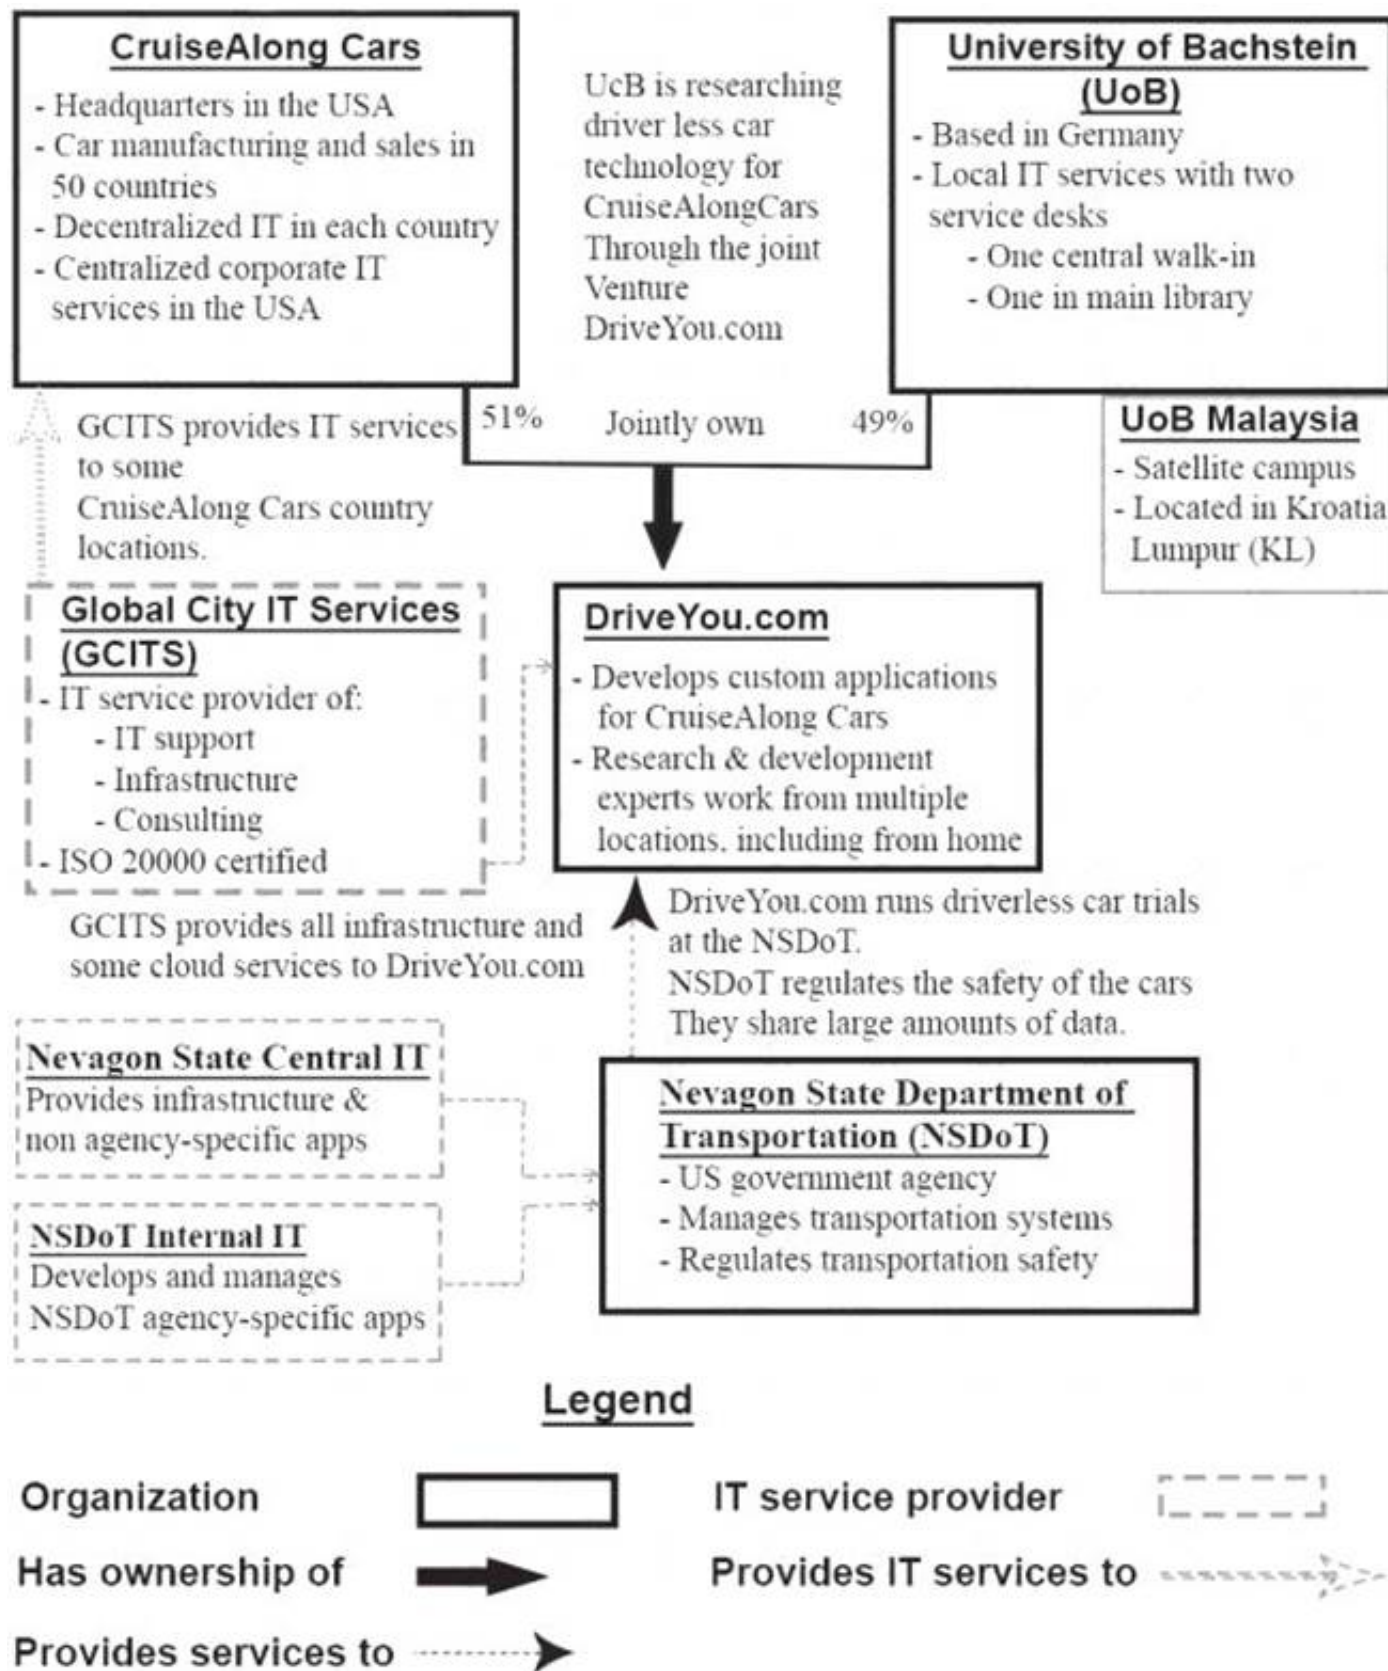 CruiseAlong Cars
- Headquarters in the USA
- Car manufacturing and sales in
50 countries
- Decentralized IT in each country
- Centralized corporate IT
services in the USA
UcB is researching
driver less car
technology for
CruiseAlongCars
Through the joint
Venture
DriveYou.com
University of Bachstein
(UoB)
- Based in Germany
- Local IT services with two
service desks
- One central walk-in
- One in main library
51% Jointly own 49%
UoB Malaysia
- Satellite campus
- Located in Kroatia
Lumpur (KL)
GCITS provides IT services
to some
CruiseAlong Cars country
locations.
Global City IT Services
(GCITS)
- IT service provider of:
- IT support
- Infrastructure
- Consulting
- ISO 20000 certified
DriveYou.com
- Develops custom applications
for CruiseAlong Cars
- Research & development
experts work from multiple
locations, including from home
GCITS provides all infrastructure and
some cloud services to DriveYou.com
DriveYou.com runs driverless car trials
at the NSDoT.
NSDoT regulates the safety of the cars
They share large amounts of data.
Nevagon State Central IT
Provides infrastructure &
non agency-specific apps
NSDoT Internal IT
Develops and manages
NSDoT agency-specific apps
Nevagon State Department of
Transportation (NSDoT)
- US government agency
- Manages transportation systems
- Regulates transportation safety
Legend
Organization
IT service provider
Has ownership of
Provides IT services to
Provides services to